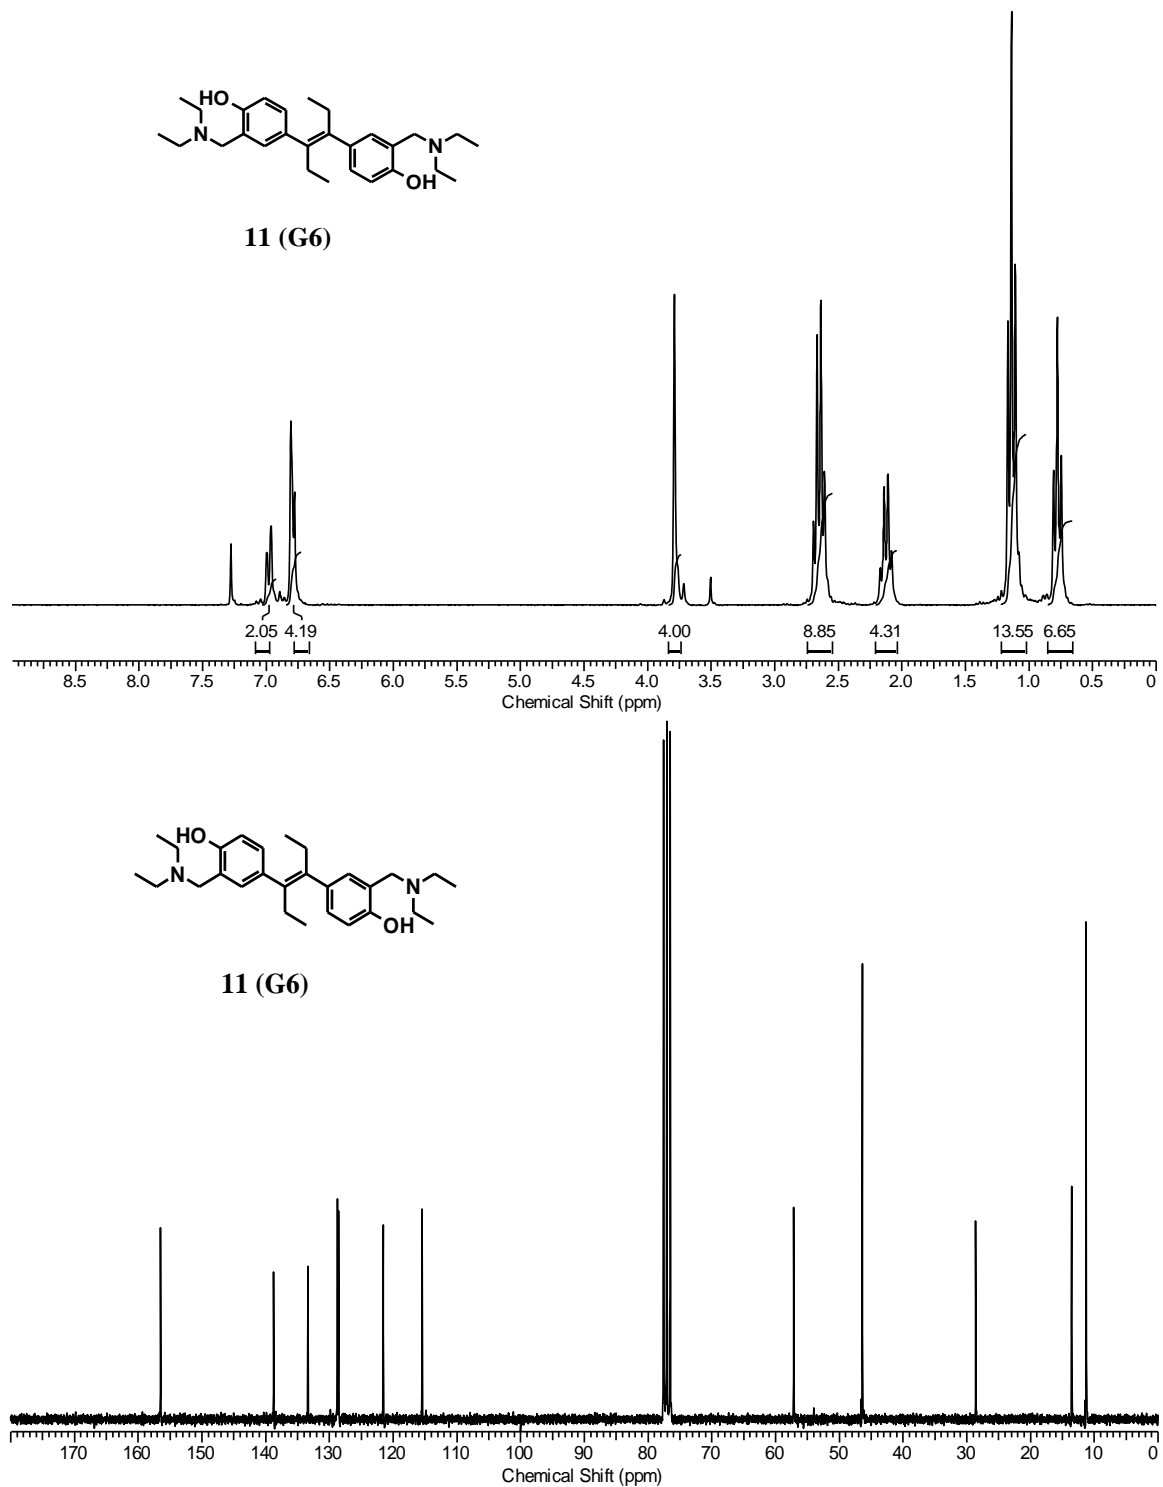 HO
N
N
OH
11 (G6)
2.05 4.19 4.00 8.85 4.31 13.55 6.65
8.5 8.0 7.5 7.0 6.5 6.0 5.5 5.0 4.5 4.0 3.5 3.0 2.5 2.0 1.5 1.0 0.5 0
Chemical Shift (ppm)
HO
N
N
OH
11 (G6)
170 160 150 140 130 120 110 100 90 80 70 60 50 40 30 20 10 0
Chemical Shift (ppm)